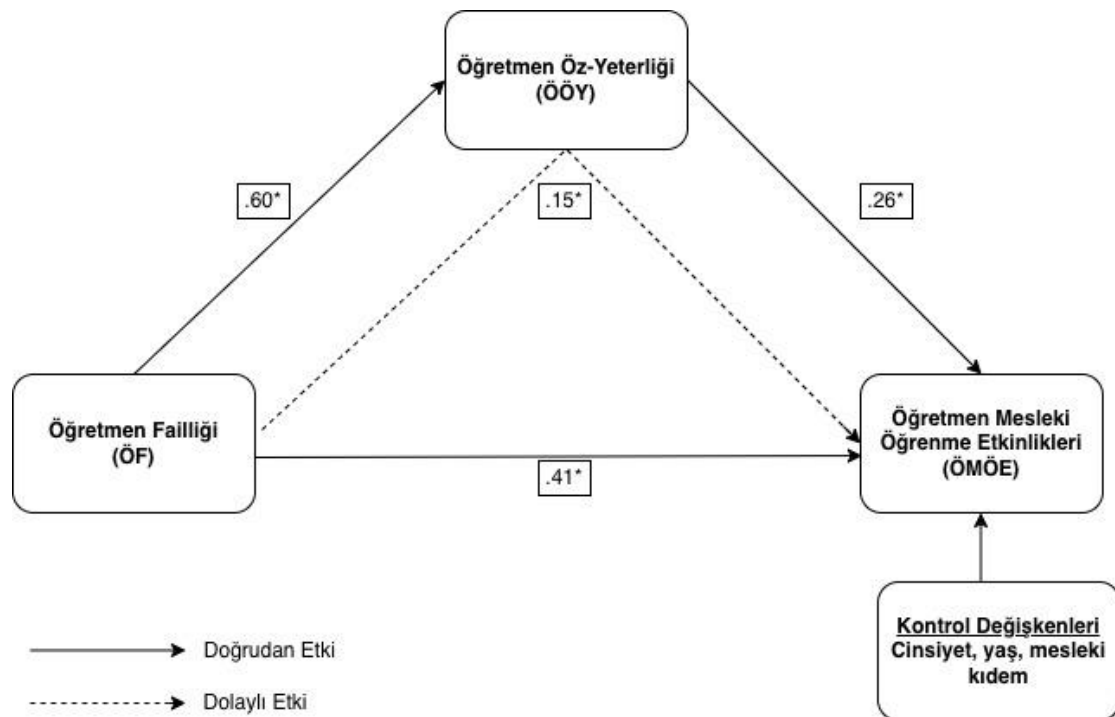 Öğretmen Öz-Yeterliği
(ÖÖY)
.60*
.15*
.26*
Öğretmen Failliği
(ÖF)
Öğretmen Mesleki
Öğrenme Etkinlikleri
(ÖMÖE)
.41*
Kontrol Değişkenleri
Cinsiyet, yaş, mesleki
kıdem
Doğrudan Etki
Dolaylı Etki